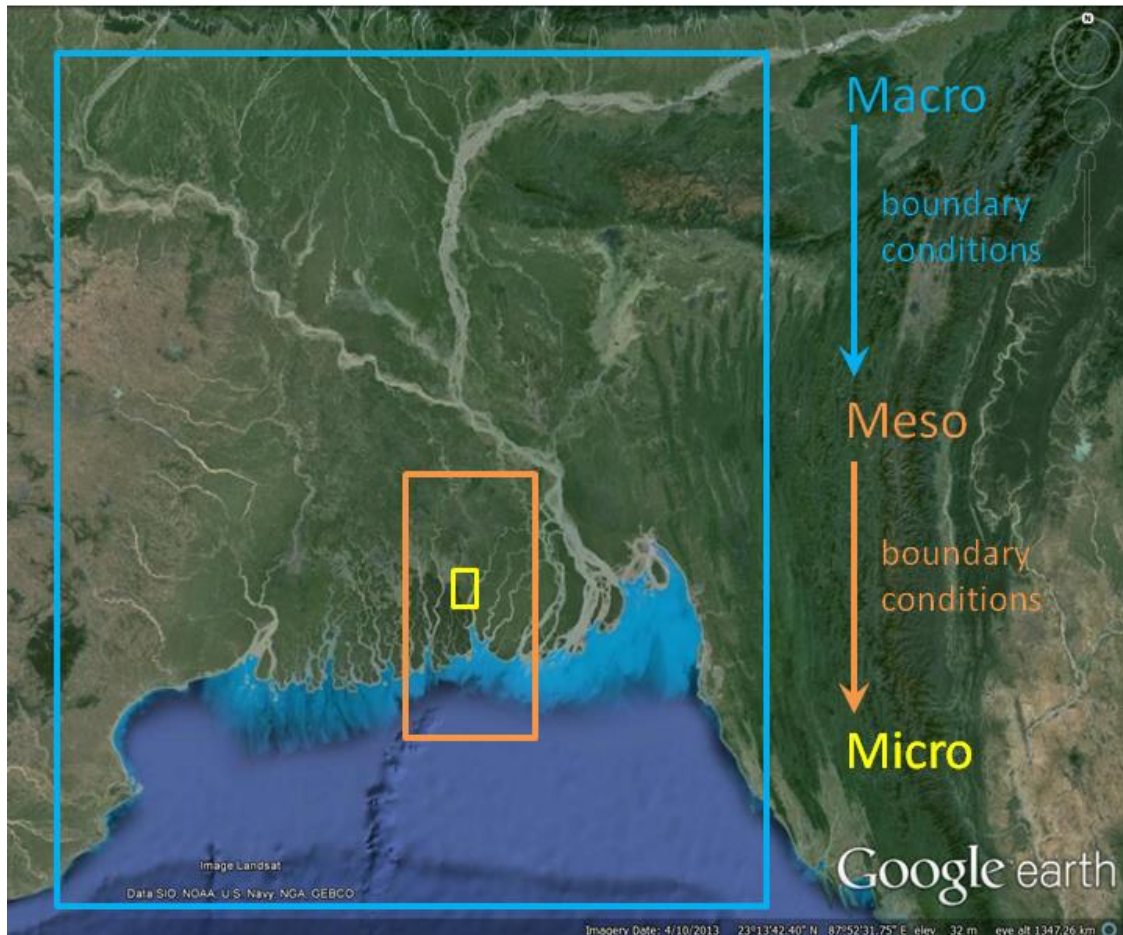 N
Macro
boundary
conditions
Meso
boundary
conditions
Micro
Image Landsat
Data SIO, NOAA, U.S. Navy, NGA, GEBCO
Google earth
Imagery Date: 4/10/2013 23°13'42.40" N 87°52'31.75" E elev 32 m eye alt 1347.26 km